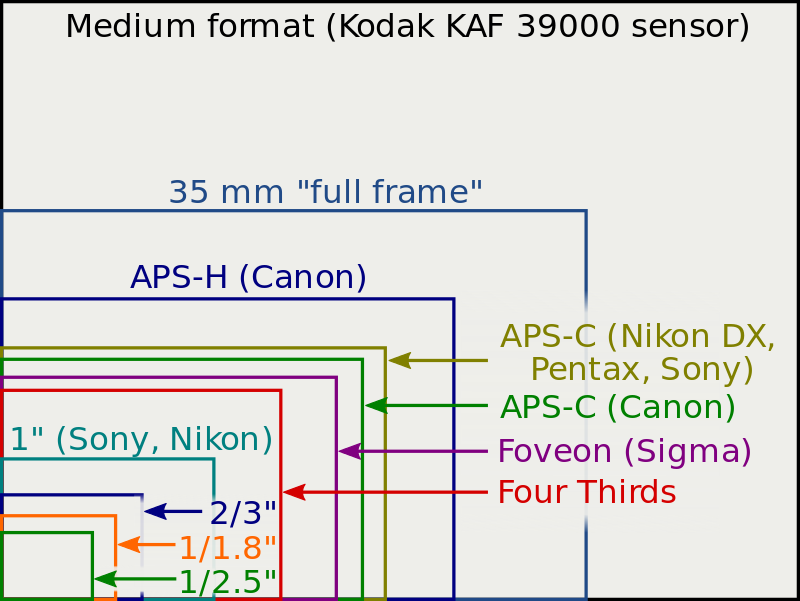 Medium format (Kodak KAF 39000 sensor)
35 mm "full frame"
APS-H (Canon)
APS-C (Nikon DX,
Pentax, Sony)
APS-C (Canon)
1" (Sony, Nikon)
Foveon (Sigma)
Four Thirds
2/3"
1/1.8"
1/2.5"